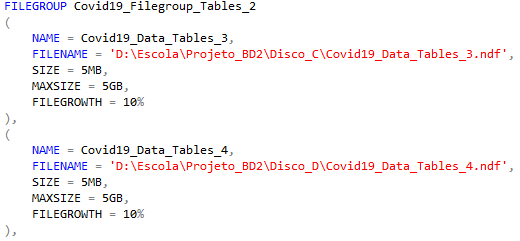 FILEGROUP Covid19_Filegroup_Tables_2
(
    NAME = Covid19_Data_Tables_3,
    FILENAME = 'D:\Escola\Projeto_BD2\Disco_C\Covid19_Data_Tables_3.ndf',
    SIZE = 5MB,
    MAXSIZE = 5GB,
    FILEGROWTH = 10%
),
(
    NAME = Covid19_Data_Tables_4,
    FILENAME = 'D:\Escola\Projeto_BD2\Disco_D\Covid19_Data_Tables_4.ndf',
    SIZE = 5MB,
    MAXSIZE = 5GB,
    FILEGROWTH = 10%
),